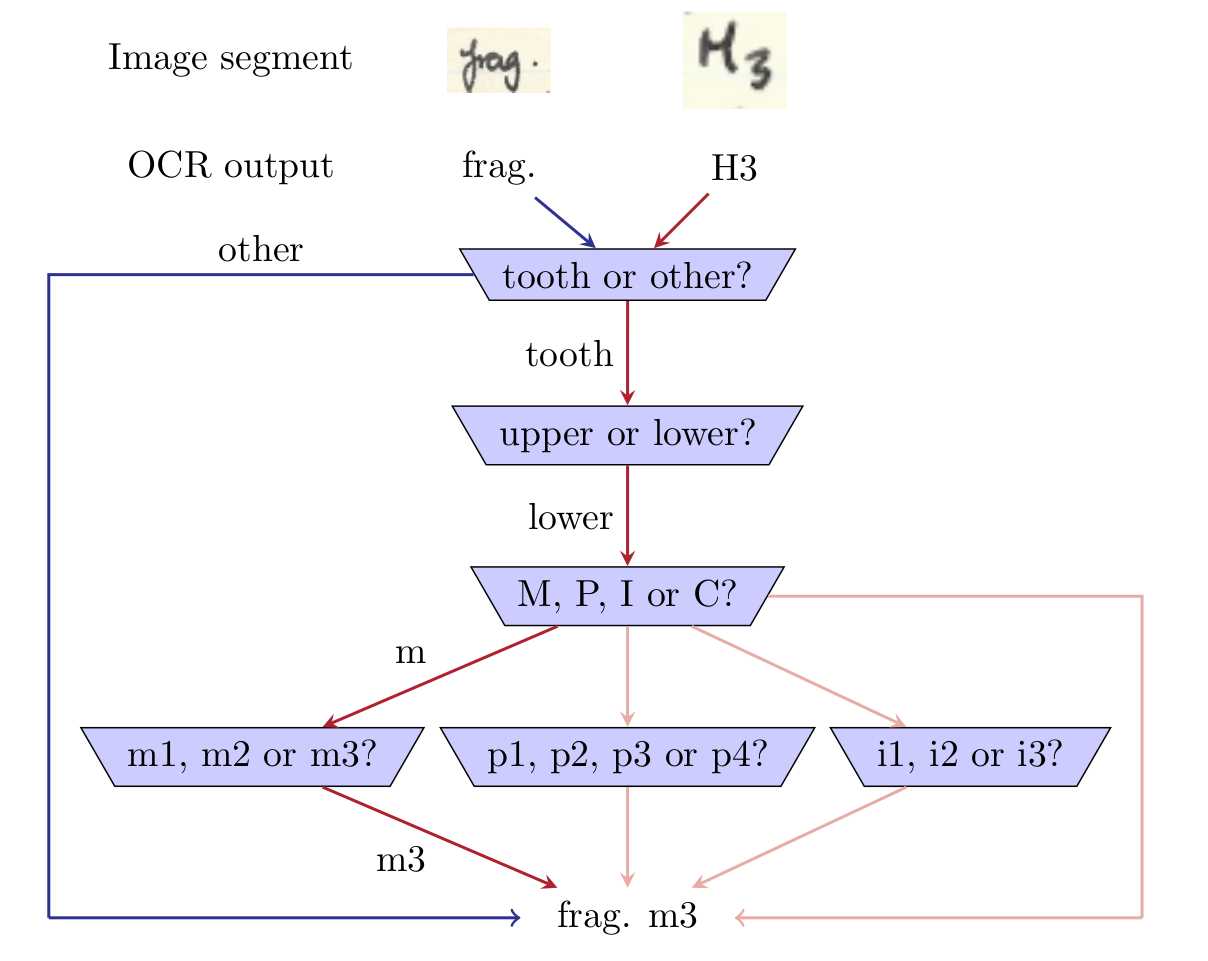 Image segment frag. M3
OCR output frag. H3
other
tooth or other?
tooth
upper or lower?
lower
M, P, I or C?
m
m1, m2 or m3? p1, p2, p3 or p4? i1, i2 or i3?
m3
frag. m3